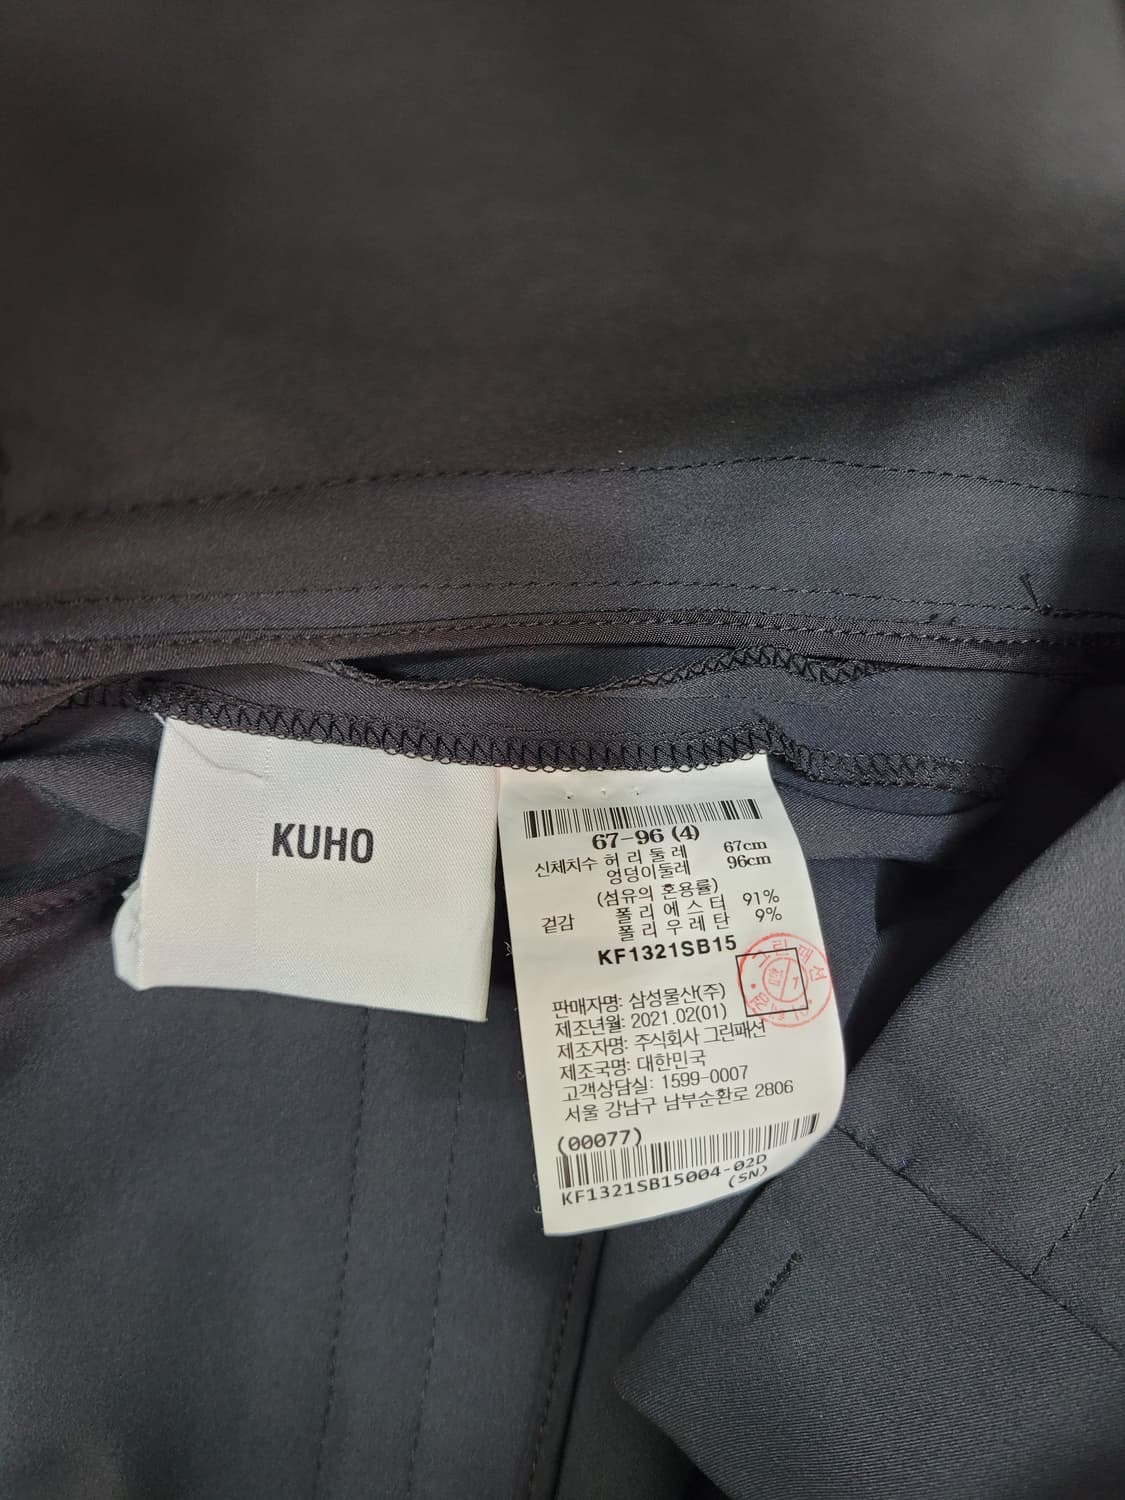 KUHO
67-96 (4)
신체치수 허리둘레 67cm
엉덩이둘레 96cm
(섬유의 혼용률)
겉감 폴리에스터 91%
폴리우레탄 9%
KF1321SB15
판매자명: 삼성물산(주)
제조년월: 2021.02(01)
제조자명: 주식회사 그린패션
제조국명: 대한민국
고객상담실: 1599-0007
서울 강남구 남부순환로 2806
(00077)
KF1321SB15004-02D
(SN)
그린패션